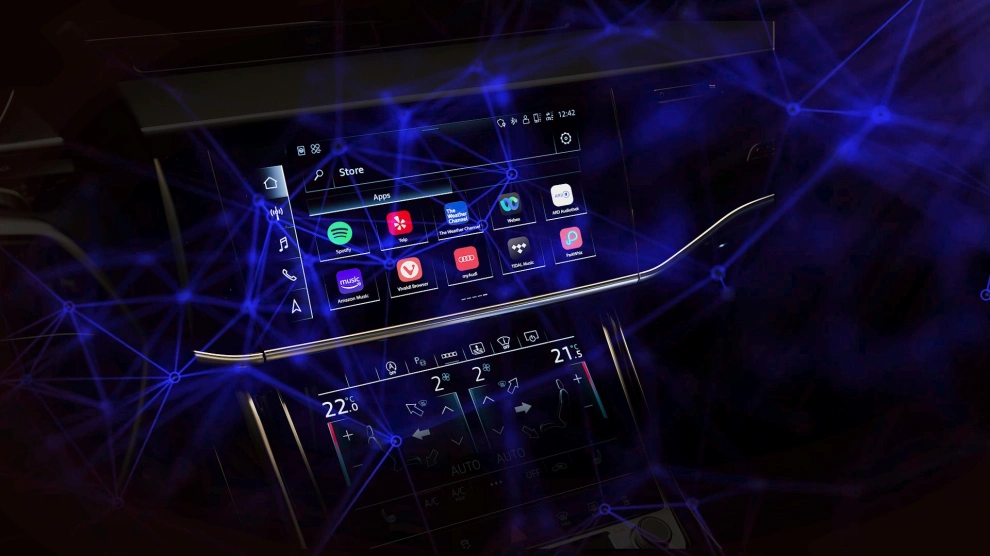 12:42
Store
Apps
Spotify
Yelp
The Weather Channel
The Weather Channel
Webex
ARD Audiothek
music
Amazon Music
Vivaldi Browser
myAudi
TIDAL Music
22.0 °C
2
2
21.5 °C
AUTO
AUTO
A/C
A/C
OFF